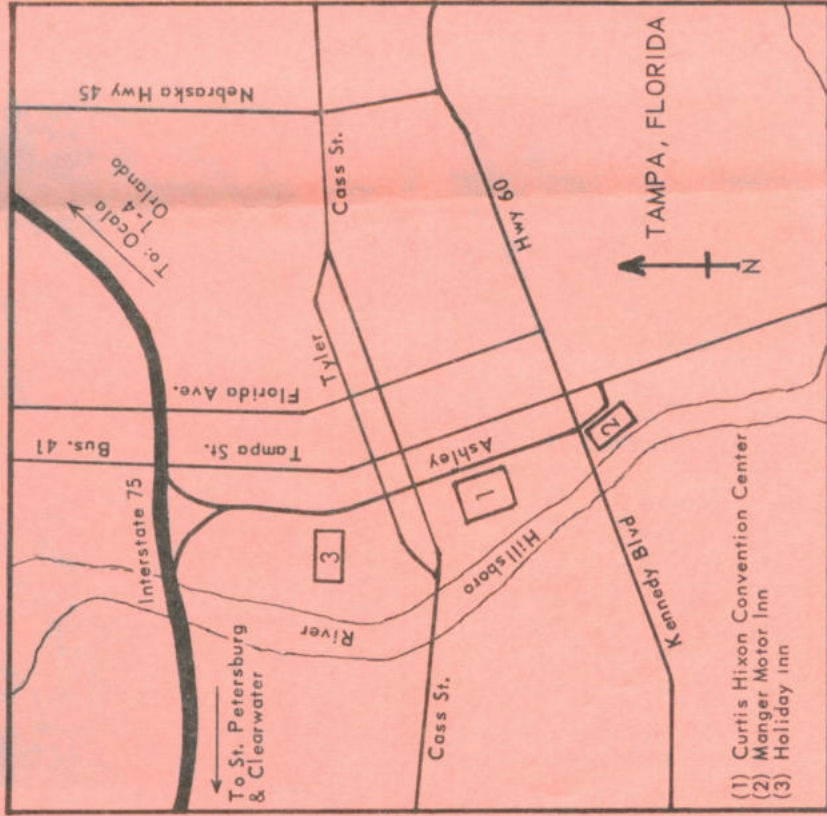 Nebraska Hwy 45
To: Ocala
1-4
Orlando
Cass St.
Hwy 60
TAMPA, FLORIDA
N
Tyler
Florida Ave.
Tampa St.
Bus. 41
Ashley
Interstate 75
1
2
3
Hillsboro
River
Kennedy Blvd
Cass St.
To St. Petersburg
& Clearwater
(1) Curtis Hixon Convention Center
(2) Manger Motor Inn
(3) Holiday inn